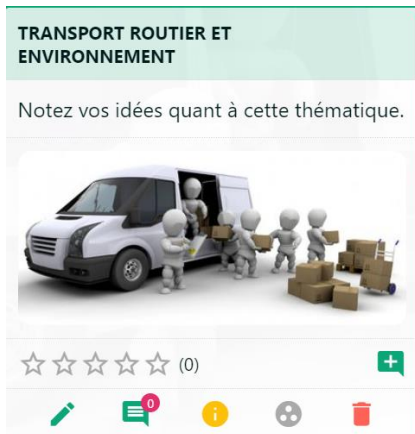 TRANSPORT ROUTIER ET
ENVIRONNEMENT
Notez vos idées quant à cette thématique.
(0)
0